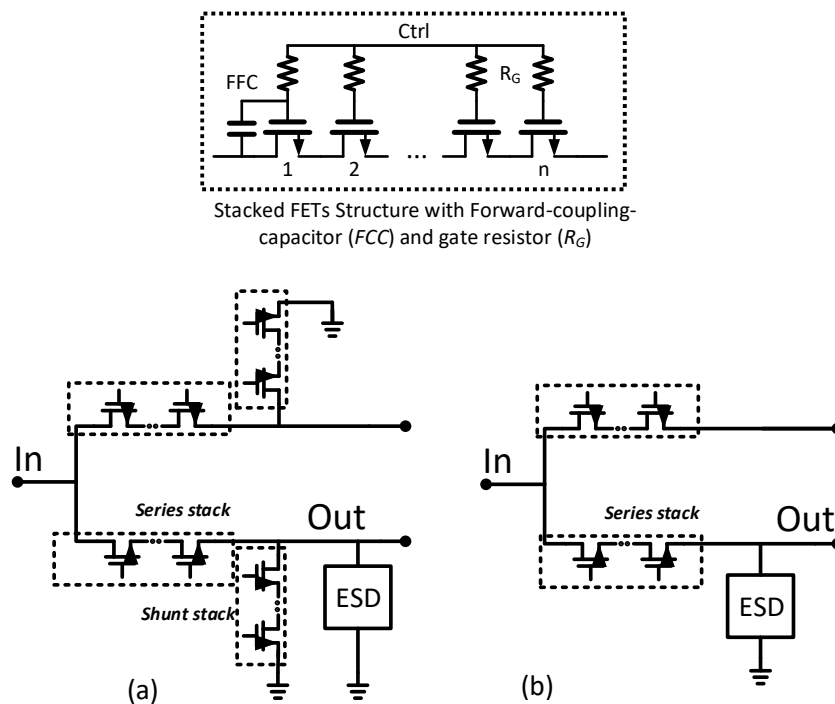 Ctrl
FFC
R_G
1 2 ... n
Stacked FETs Structure with Forward-coupling-
capacitor (FCC) and gate resistor (R_G)
In
Series stack
Out
Shunt stack
ESD
(a)
In
Series stack
Out
ESD
(b)